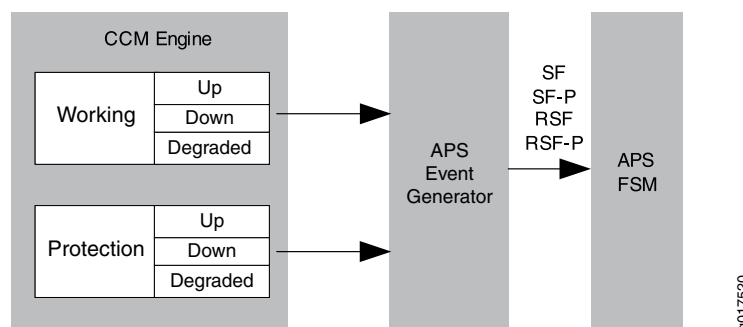 CCM Engine
Working
Up
Down
Degraded
Protection
Up
Down
Degraded
APS
Event
Generator
SF
SF-P
RSF
RSF-P
APS
FSM